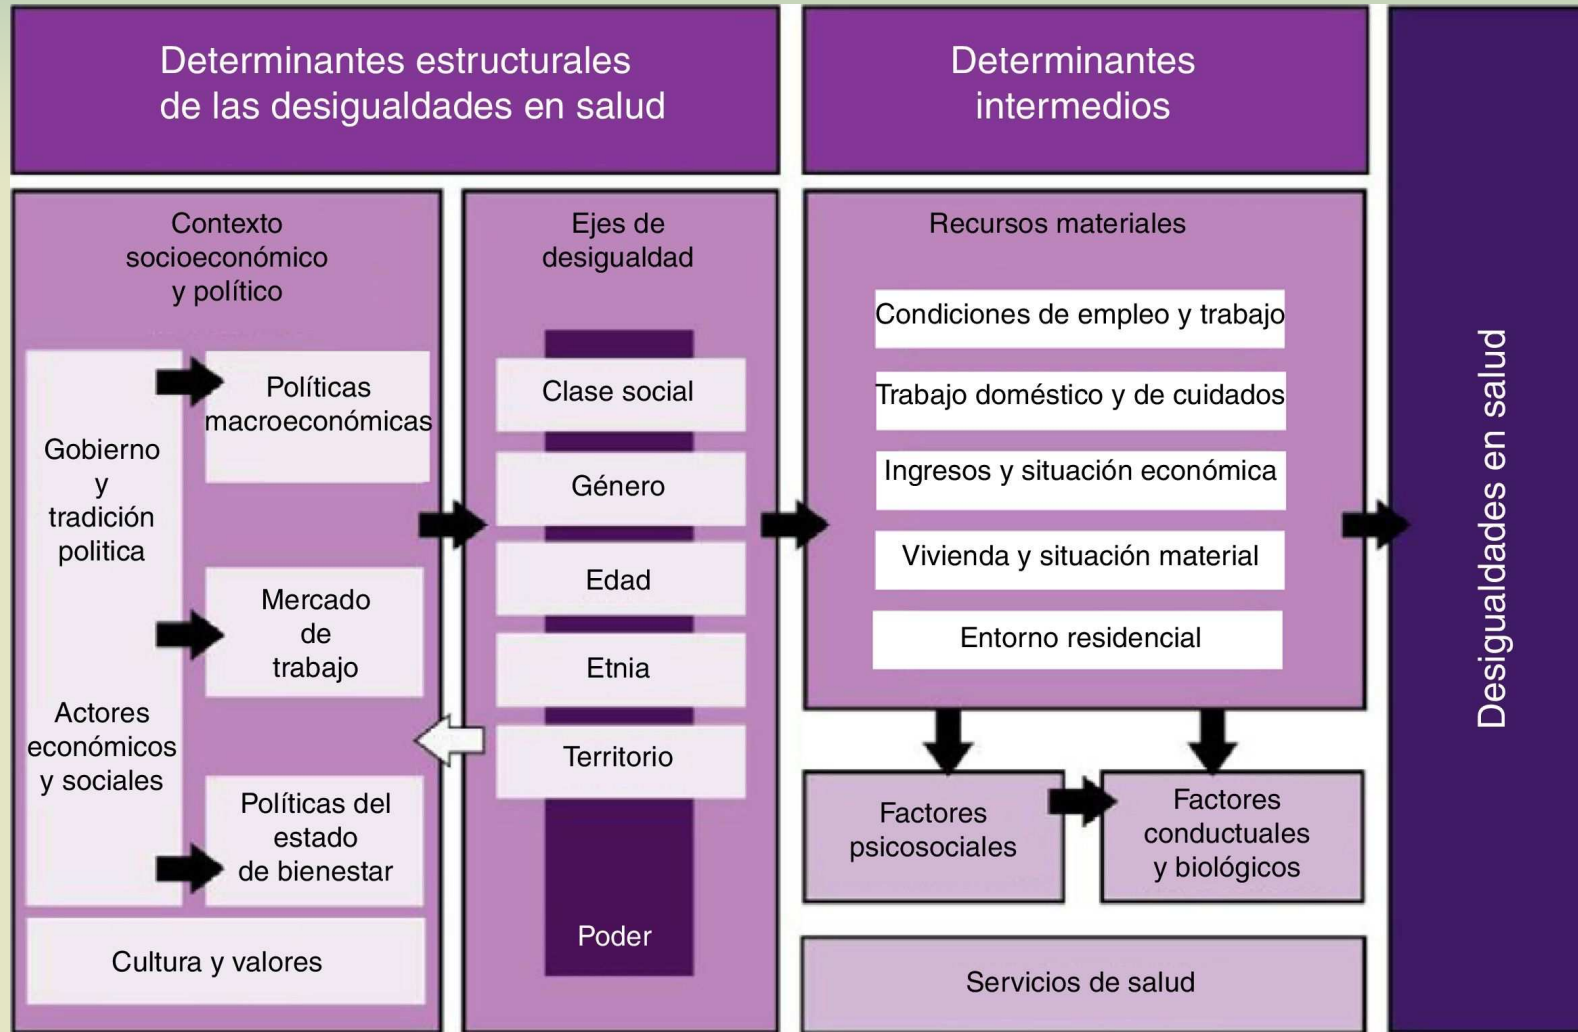 Determinantes estructurales
de las desigualdades en salud
Determinantes
intermedios
Contexto
socioeconómico
y político
Gobierno
y
tradición
politica
Actores
económicos
y sociales
Políticas
macroeconómicas
Mercado
de
trabajo
Políticas del
estado
de bienestar
Cultura y valores
Ejes de
desigualdad
Clase social
Género
Edad
Etnia
Territorio
Poder
Recursos materiales
Condiciones de empleo y trabajo
Trabajo doméstico y de cuidados
Ingresos y situación económica
Vivienda y situación material
Entorno residencial
Factores
psicosociales
Factores
conductuales
y biológicos
Servicios de salud
Desigualdades en salud